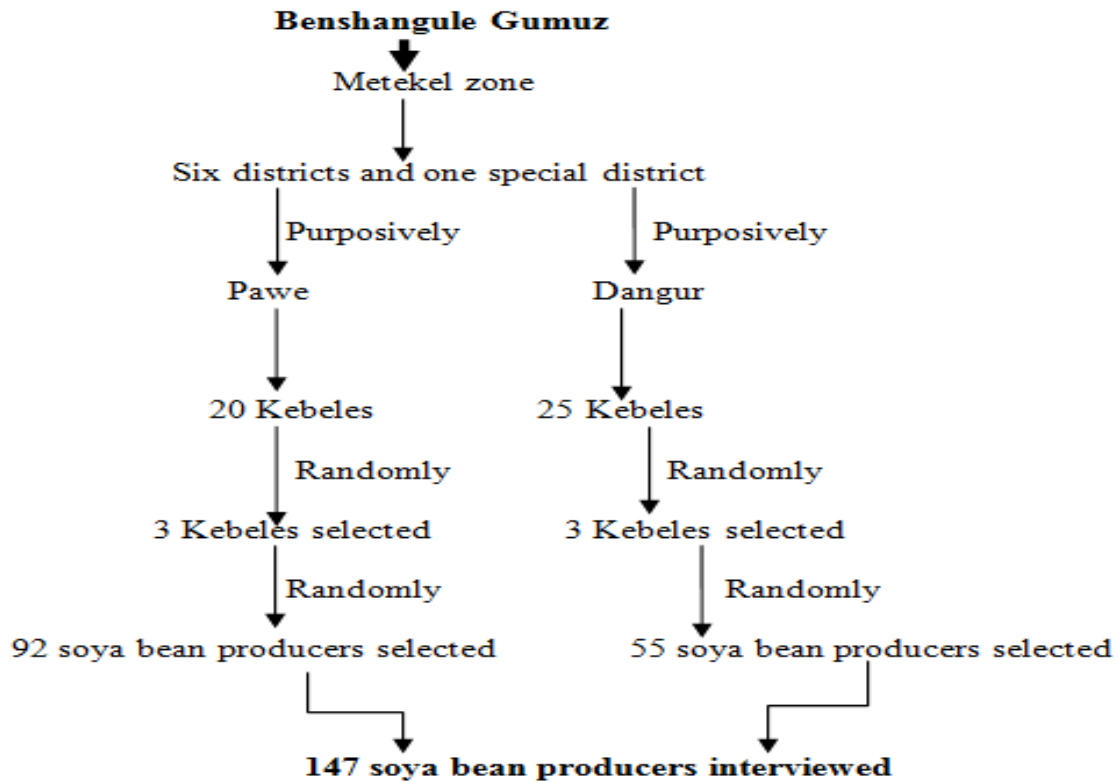 Benshangule Gumuz
Metekel zone
Six districts and one special district
Purposively Purposively
Pawe Dangur
20 Kebeles 25 Kebeles
Randomly Randomly
3 Kebeles selected 3 Kebeles selected
Randomly Randomly
92 soya bean producers selected 55 soya bean producers selected
147 soya bean producers interviewed